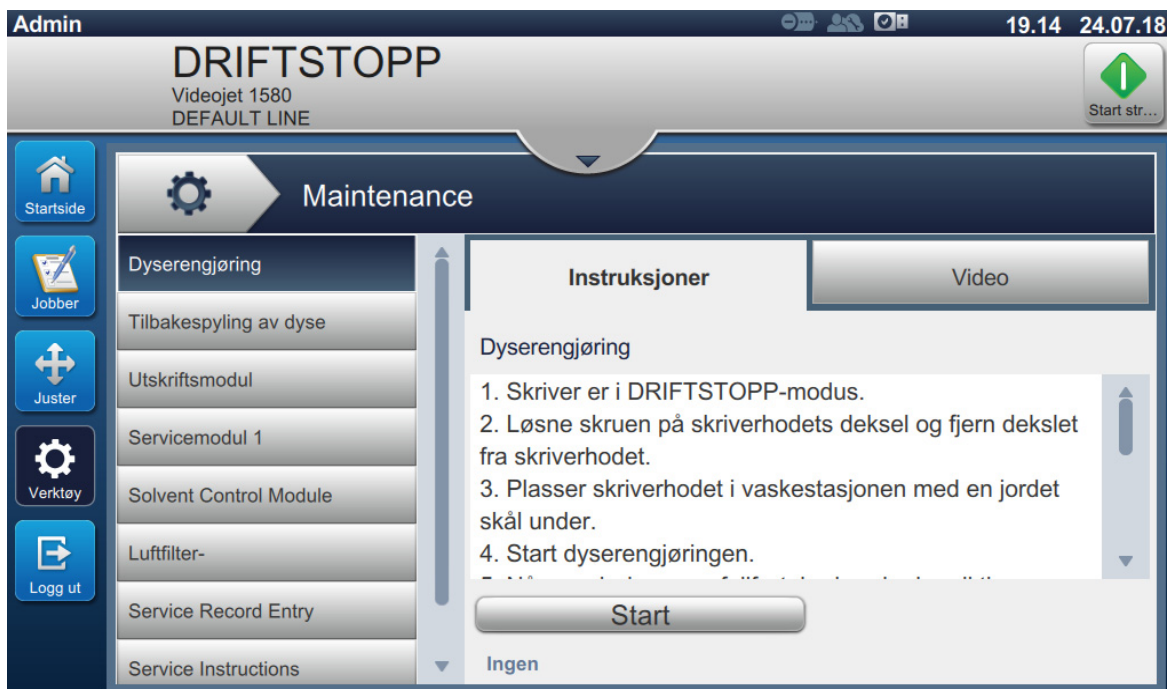 Admin
19.14 24.07.18
DRIFTSTOPP
Videojet 1580
DEFAULT LINE
Start str...
Startside
Jobber
Juster
Verktøy
Logg ut
Maintenance
Dyserengjøring
Tilbakespyling av dyse
Utskriftsmodul
Servicemodul 1
Solvent Control Module
Luftfilter-
Service Record Entry
Service Instructions
Instruksjoner
Video
Dyserengjøring
1. Skriver er i DRIFTSTOPP-modus.
2. Løsne skruen på skriverhodets deksel og fjern dekslet
fra skriverhodet.
3. Plasser skriverhodet i vaskestasjonen med en jordet
skål under.
4. Start dyserengjøringen.
Start
Ingen